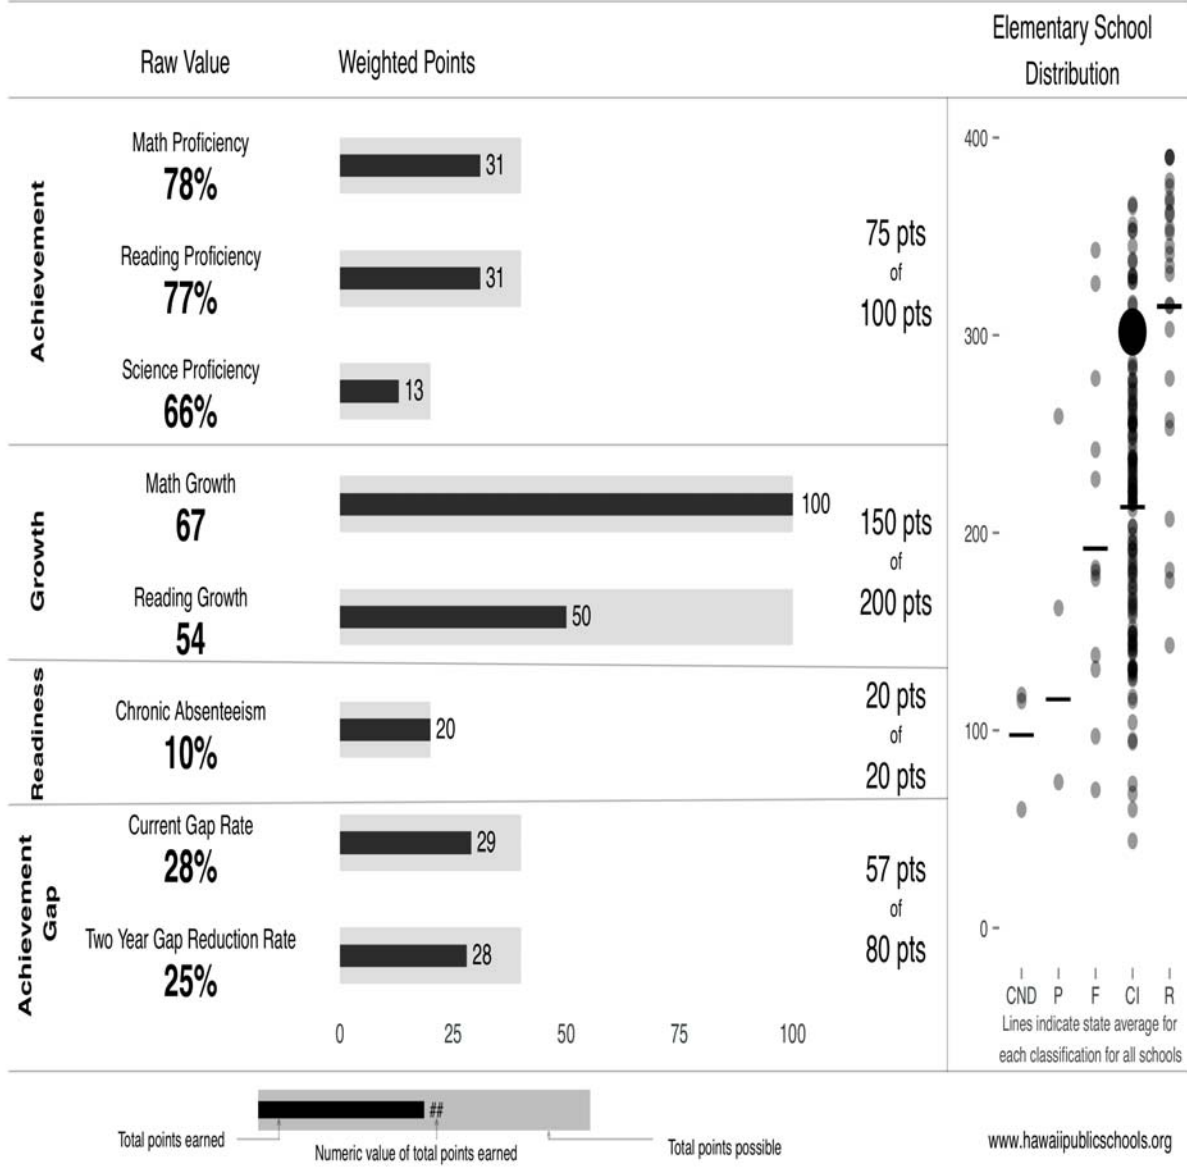 Raw Value
Weighted Points
Elementary School
Distribution
Achievement
Math Proficiency
78%
31
Reading Proficiency
77%
31
Science Proficiency
66%
13
75 pts
of
100 pts
Growth
Math Growth
67
100
Reading Growth
54
50
150 pts
of
200 pts
Readiness
Chronic Absenteeism
10%
20
20 pts
of
20 pts
Achievement
Gap
Current Gap Rate
28%
29
Two Year Gap Reduction Rate
25%
28
57 pts
of
80 pts
0 25 50 75 100
400
300
200
100
0
CND P F CI R
Lines indicate state average for
each classification for all schools
##
Total points earned
Numeric value of total points earned
Total points possible
www.hawaiipublicschools.org